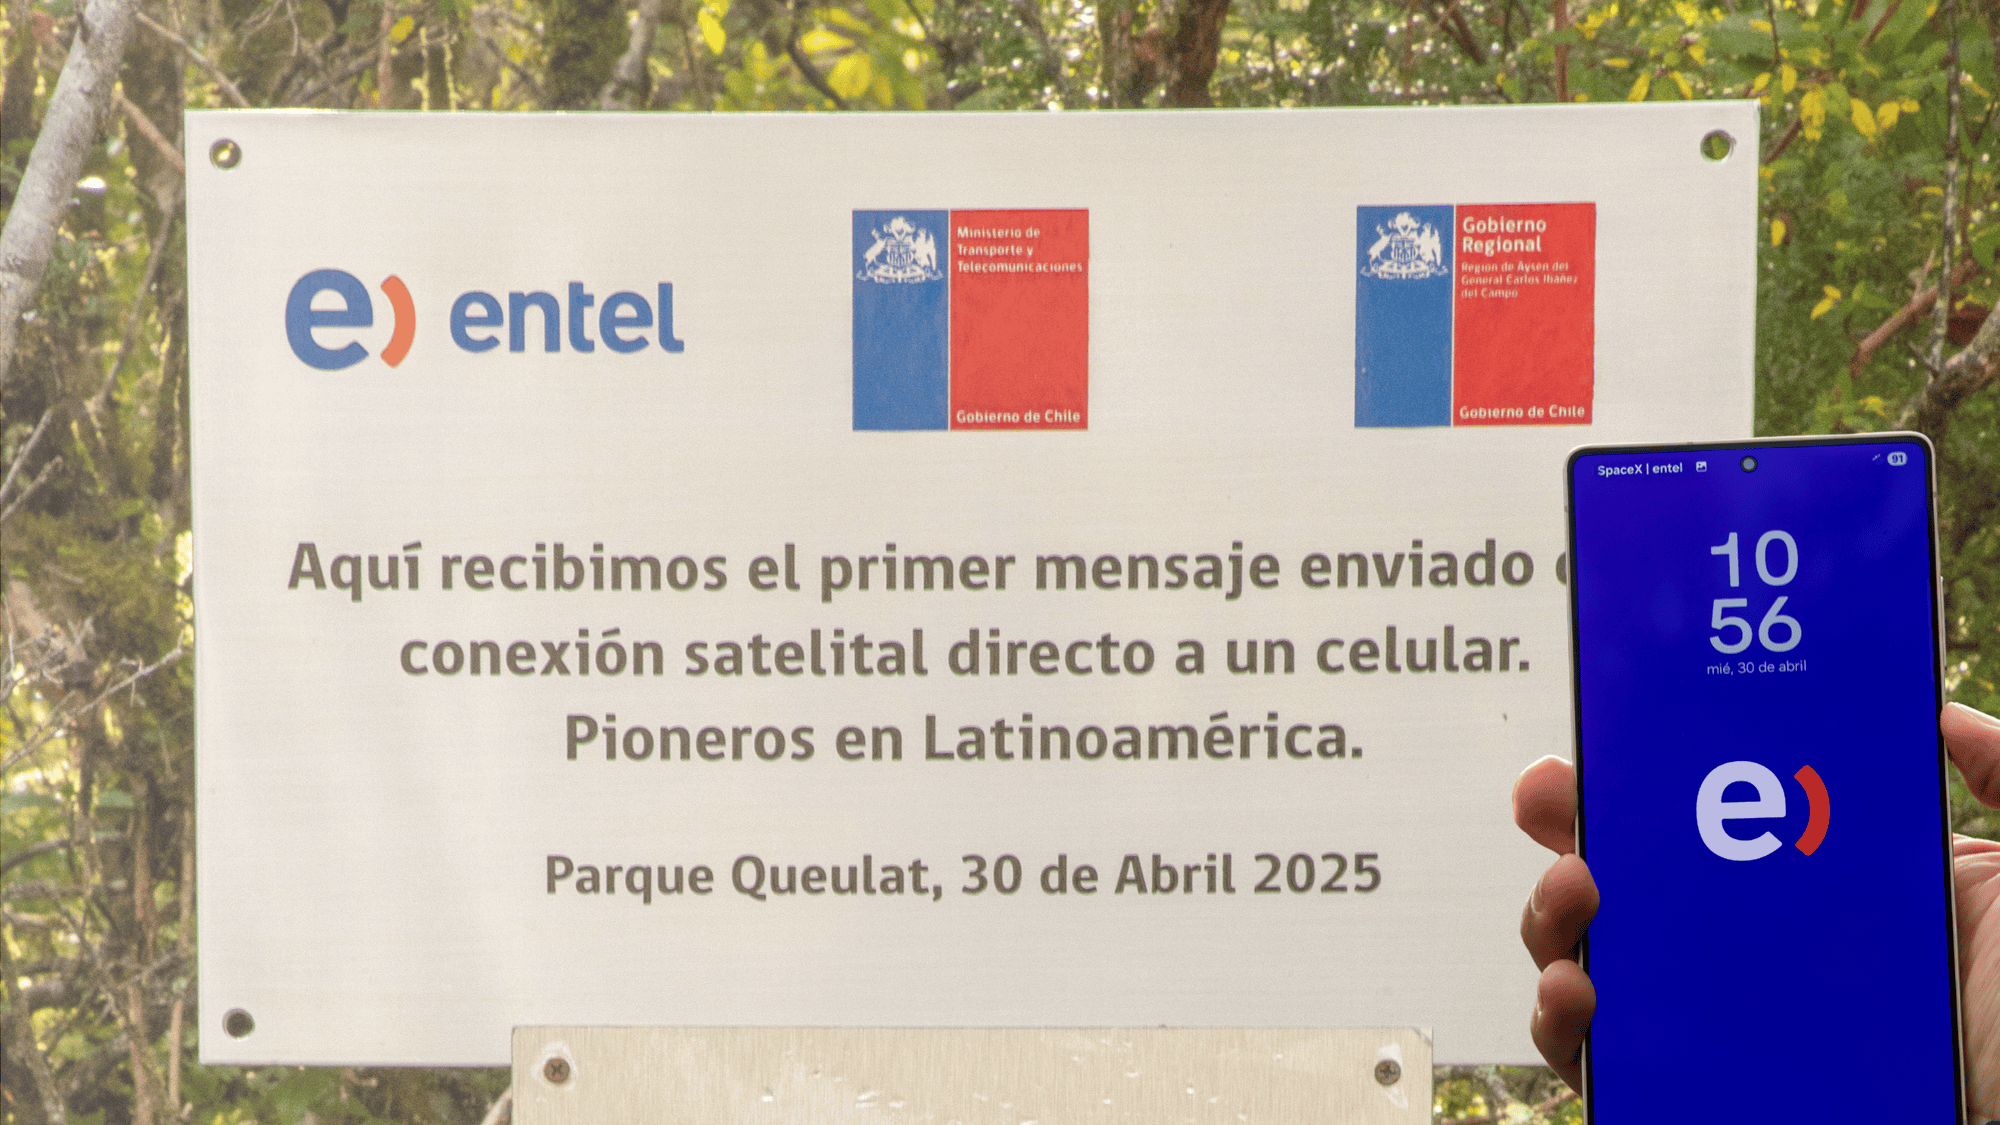 e) entel
Ministerio de
Transporte y
Telecomunicaciones
Gobierno de Chile
Gobierno
Regional
Región de Aysén del
General Carlos Ibáñez
del Campo
Gobierno de Chile
Aquí recibimos el primer mensaje enviado
conexión satelital directo a un celular.
Pioneros en Latinoamérica.
Parque Queulat, 30 de Abril 2025
SpaceX | entel
91
10
56
mié, 30 de abril
e)